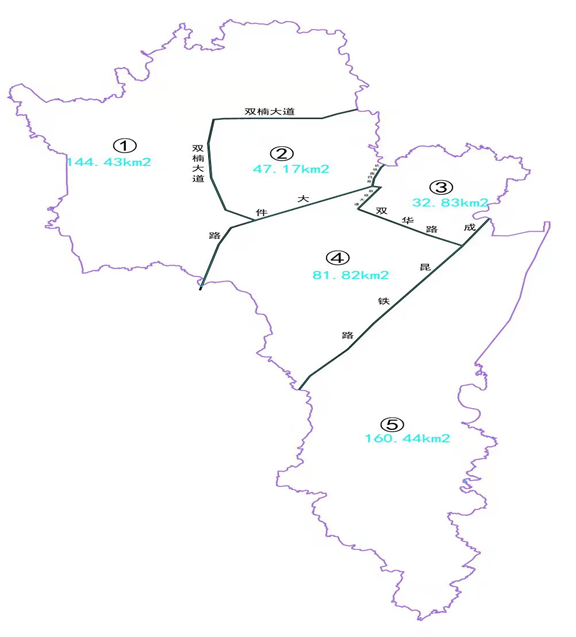 双楠大道
①
144.43km2
双楠大道
②
47.17km2
③
32.83km2
大件路
双华路
④
81.82km2
成昆铁路
⑤
160.44km2